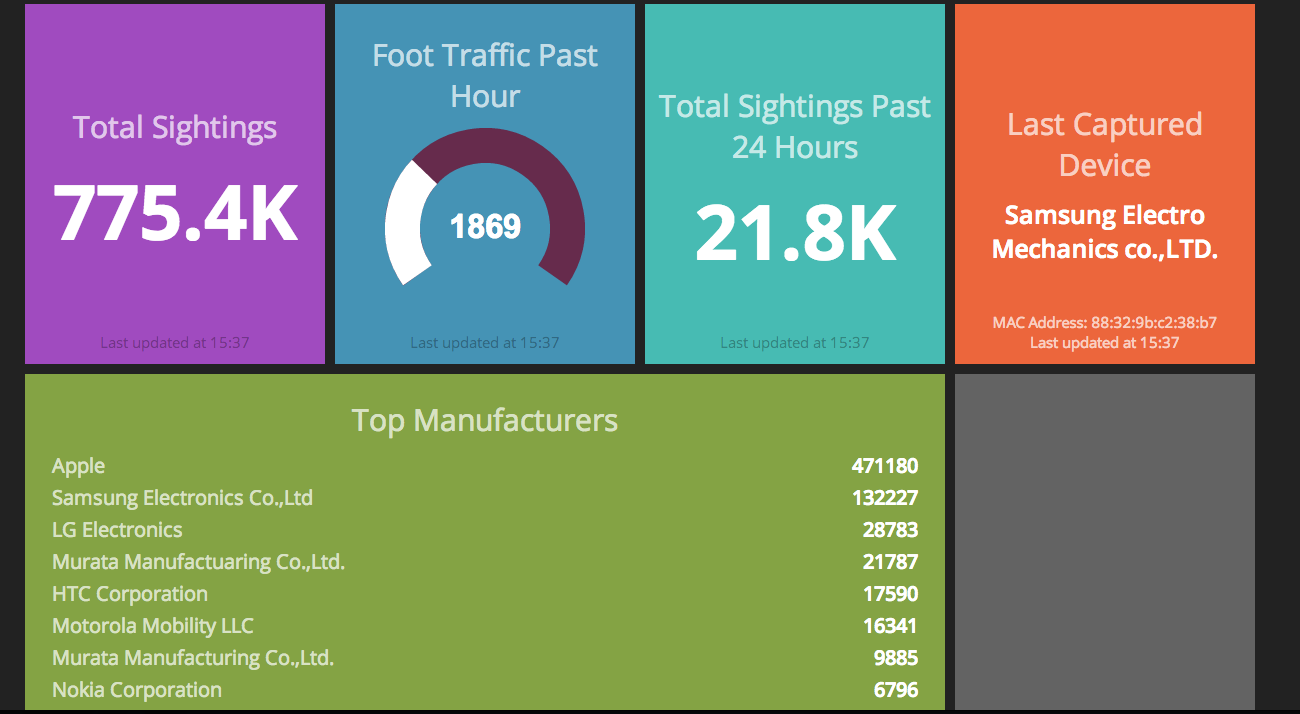 Total Sightings
775.4K
Last updated at 15:37
Foot Traffic Past
Hour
1869
Last updated at 15:37
Total Sightings Past
24 Hours
21.8K
Last updated at 15:37
Last Captured
Device
Samsung Electro
Mechanics co.,LTD.
MAC Address: 88:32:9b:c2:38:b7
Last updated at 15:37
Top Manufacturers
Apple 471180
Samsung Electronics Co.,Ltd 132227
LG Electronics 28783
Murata Manufactuaring Co.,Ltd. 21787
HTC Corporation 17590
Motorola Mobility LLC 16341
Murata Manufacturing Co.,Ltd. 9885
Nokia Corporation 6796